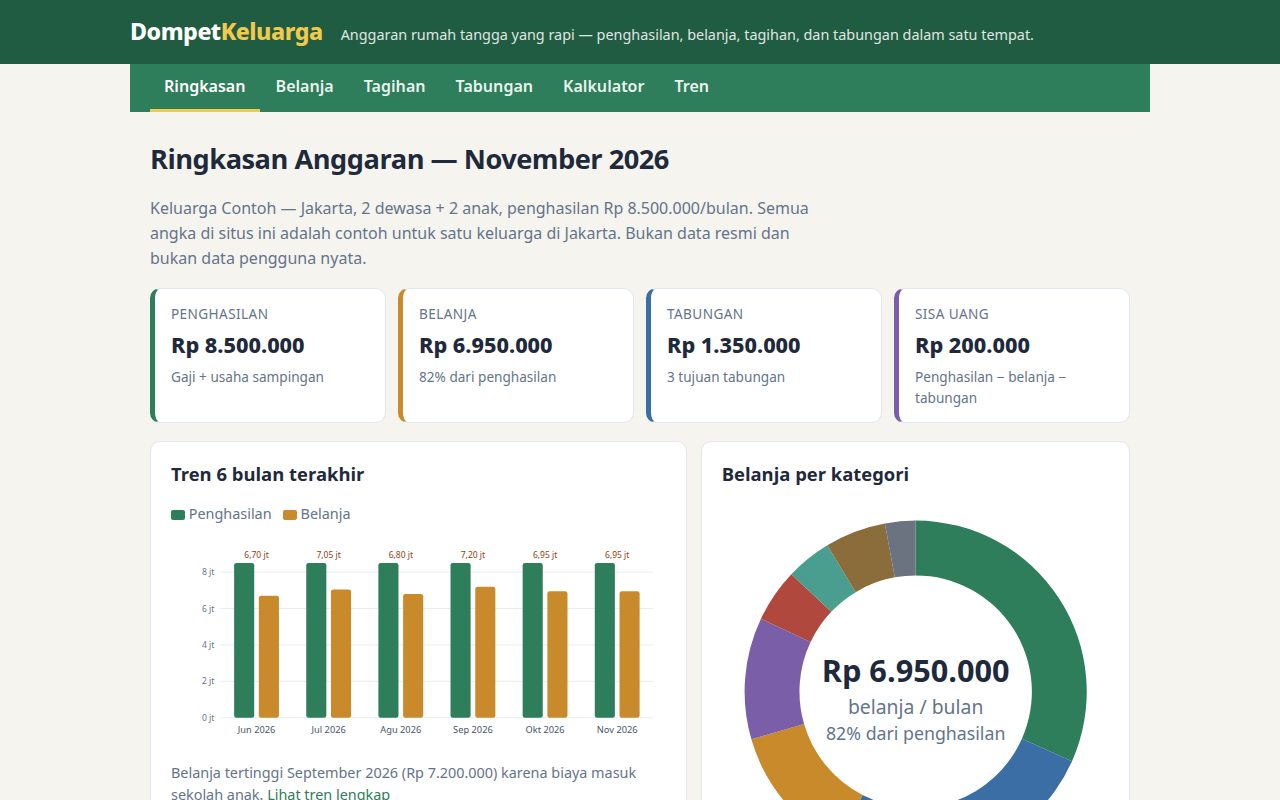 DompetKeluarga Anggaran rumah tangga yang rapi — penghasilan, belanja, tagihan, dan tabungan dalam satu tempat.
Ringkasan Belanja Tagihan Tabungan Kalkulator Tren
Ringkasan Anggaran — November 2026
Keluarga Contoh — Jakarta, 2 dewasa + 2 anak, penghasilan Rp 8.500.000/bulan. Semua
angka di situs ini adalah contoh untuk satu keluarga di Jakarta. Bukan data resmi dan
bukan data pengguna nyata.
PENGHASILAN
Rp 8.500.000
Gaji + usaha sampingan
BELANJA
Rp 6.950.000
82% dari penghasilan
TABUNGAN
Rp 1.350.000
3 tujuan tabungan
SISA UANG
Rp 200.000
Penghasilan − belanja −
tabungan
Tren 6 bulan terakhir
Penghasilan Belanja
6,70 jt 7,05 jt 6,80 jt 7,20 jt 6,95 jt 6,95 jt
8 jt
6 jt
4 jt
2 jt
0 jt
Jun 2026 Jul 2026 Agu 2026 Sep 2026 Okt 2026 Nov 2026
Belanja tertinggi September 2026 (Rp 7.200.000) karena biaya masuk
sekolah anak. Lihat tren lengkap
Belanja per kategori
Rp 6.950.000
belanja / bulan
82% dari penghasilan